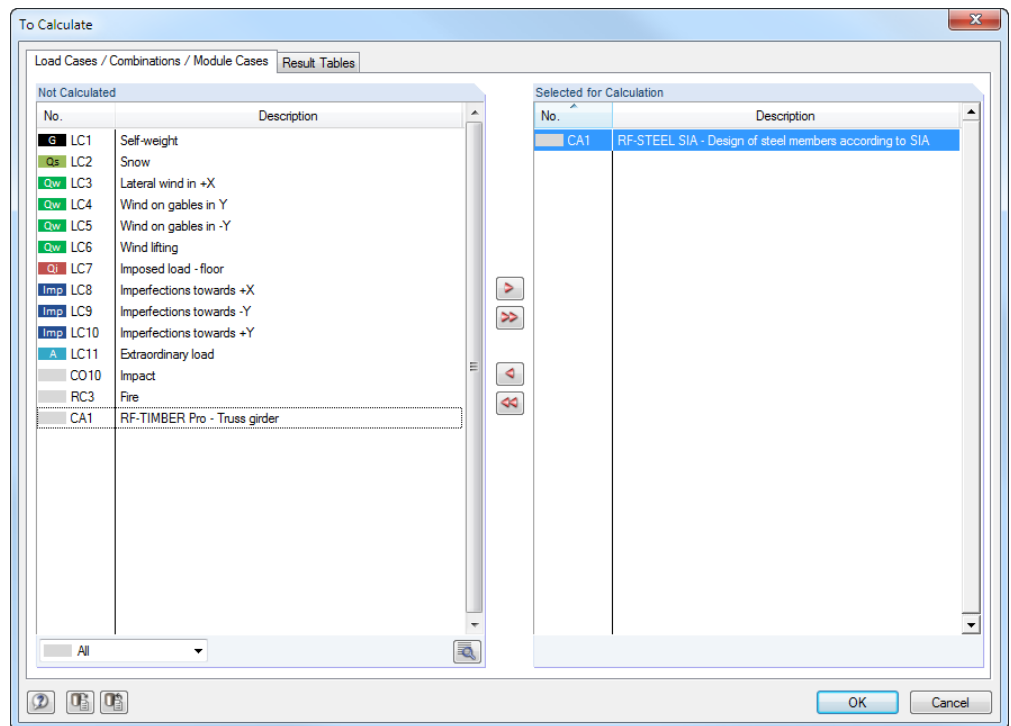 To Calculate
Load Cases / Combinations / Module Cases Result Tables
Not Calculated
No. Description
G LC1 Self-weight
Qs LC2 Snow
Qw LC3 Lateral wind in +X
Qw LC4 Wind on gables in Y
Qw LC5 Wind on gables in -Y
Qw LC6 Wind lifting
Qi LC7 Imposed load - floor
Imp LC8 Imperfections towards +X
Imp LC9 Imperfections towards -Y
Imp LC10 Imperfections towards +Y
A LC11 Extraordinary load
CO10 Impact
RC3 Fire
CA1 RF-TIMBER Pro - Truss girder
All
> 
>>
<
<<
Selected for Calculation
No. Description
CA1 RF-STEEL SIA - Design of steel members according to SIA
OK Cancel